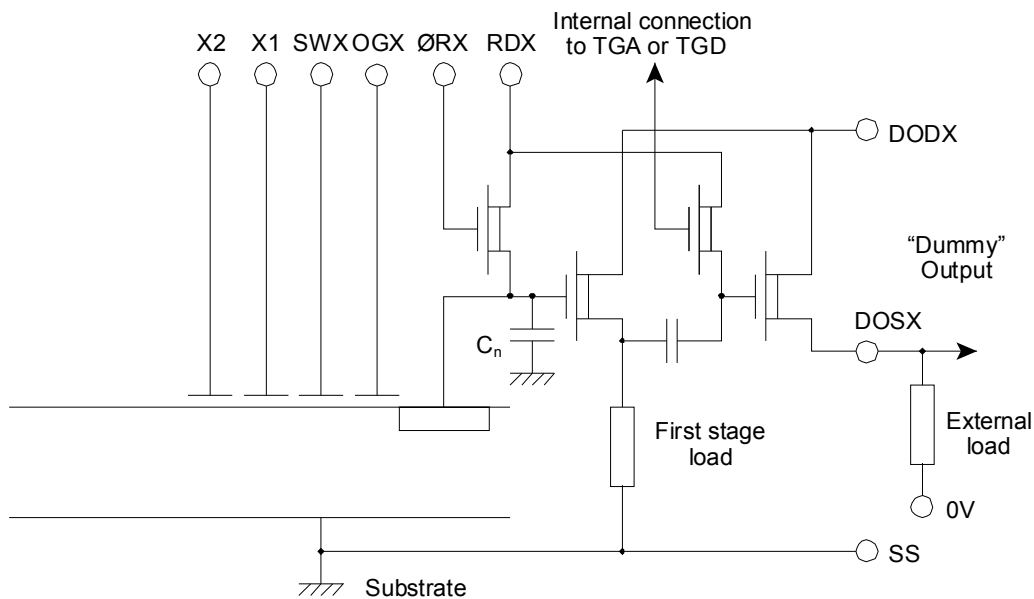 Internal connection
to TGA or TGD
X2 X1 SWX OGX ØRX RDX
DODX
“Dummy”
Output
DOSX
Cn
First stage
load
External
load
0V
SS
Substrate